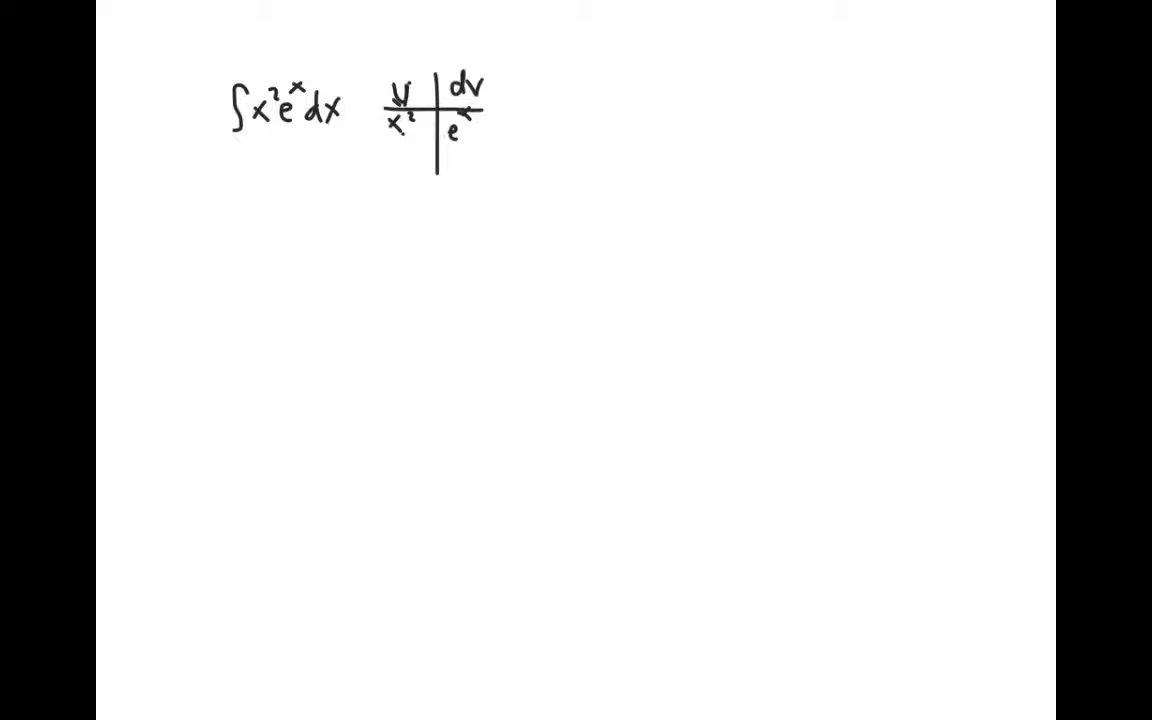 ∫x²eˣdx u | dv
x² | eˣ